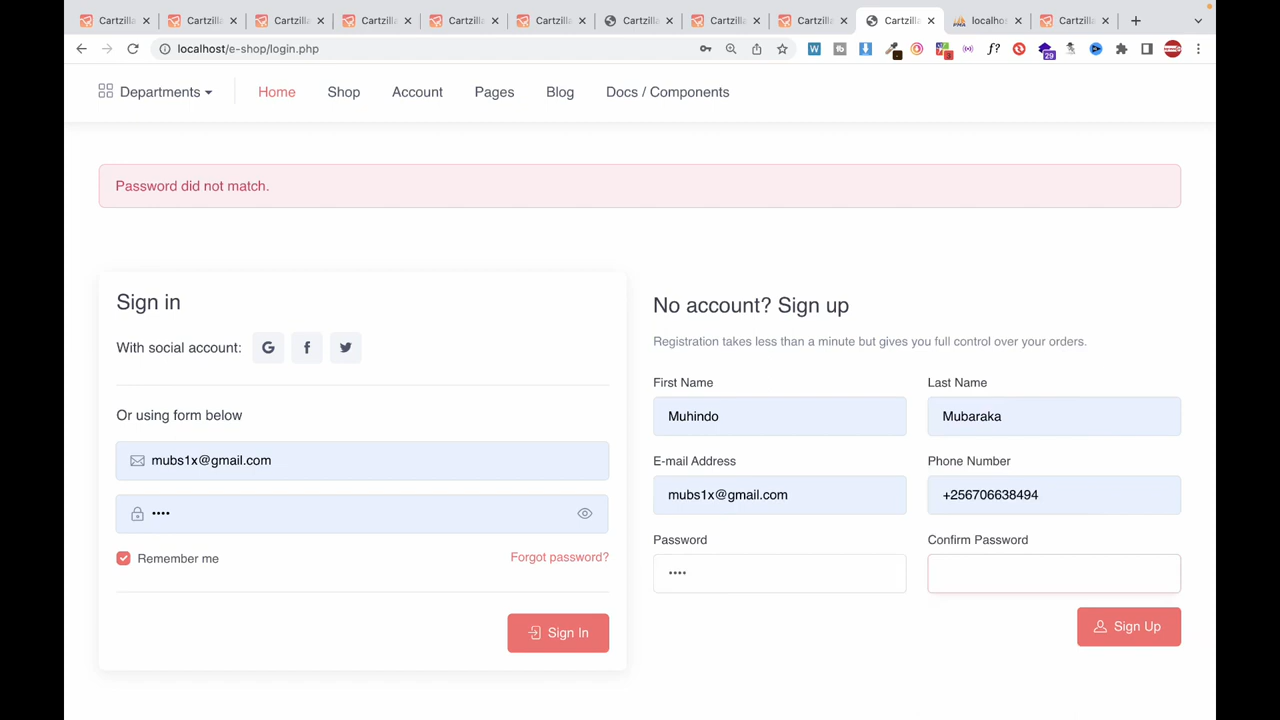 Cartzilla Cartzilla Cartzilla Cartzilla Cartzilla Cartzilla Cartzilla Cartzilla Cartzilla Cartzilla localhos Cartzilla
localhost/e-shop/login.php
29
Departments Home Shop Account Pages Blog Docs / Components
Password did not match.
Sign in
With social account:
Or using form below
mubs1x@gmail.com
••••
Remember me Forgot password?
Sign In
No account? Sign up
Registration takes less than a minute but gives you full control over your orders.
First Name Last Name
Muhindo Mubaraka
E-mail Address Phone Number
mubs1x@gmail.com +256706638494
Password Confirm Password
••••
Sign Up